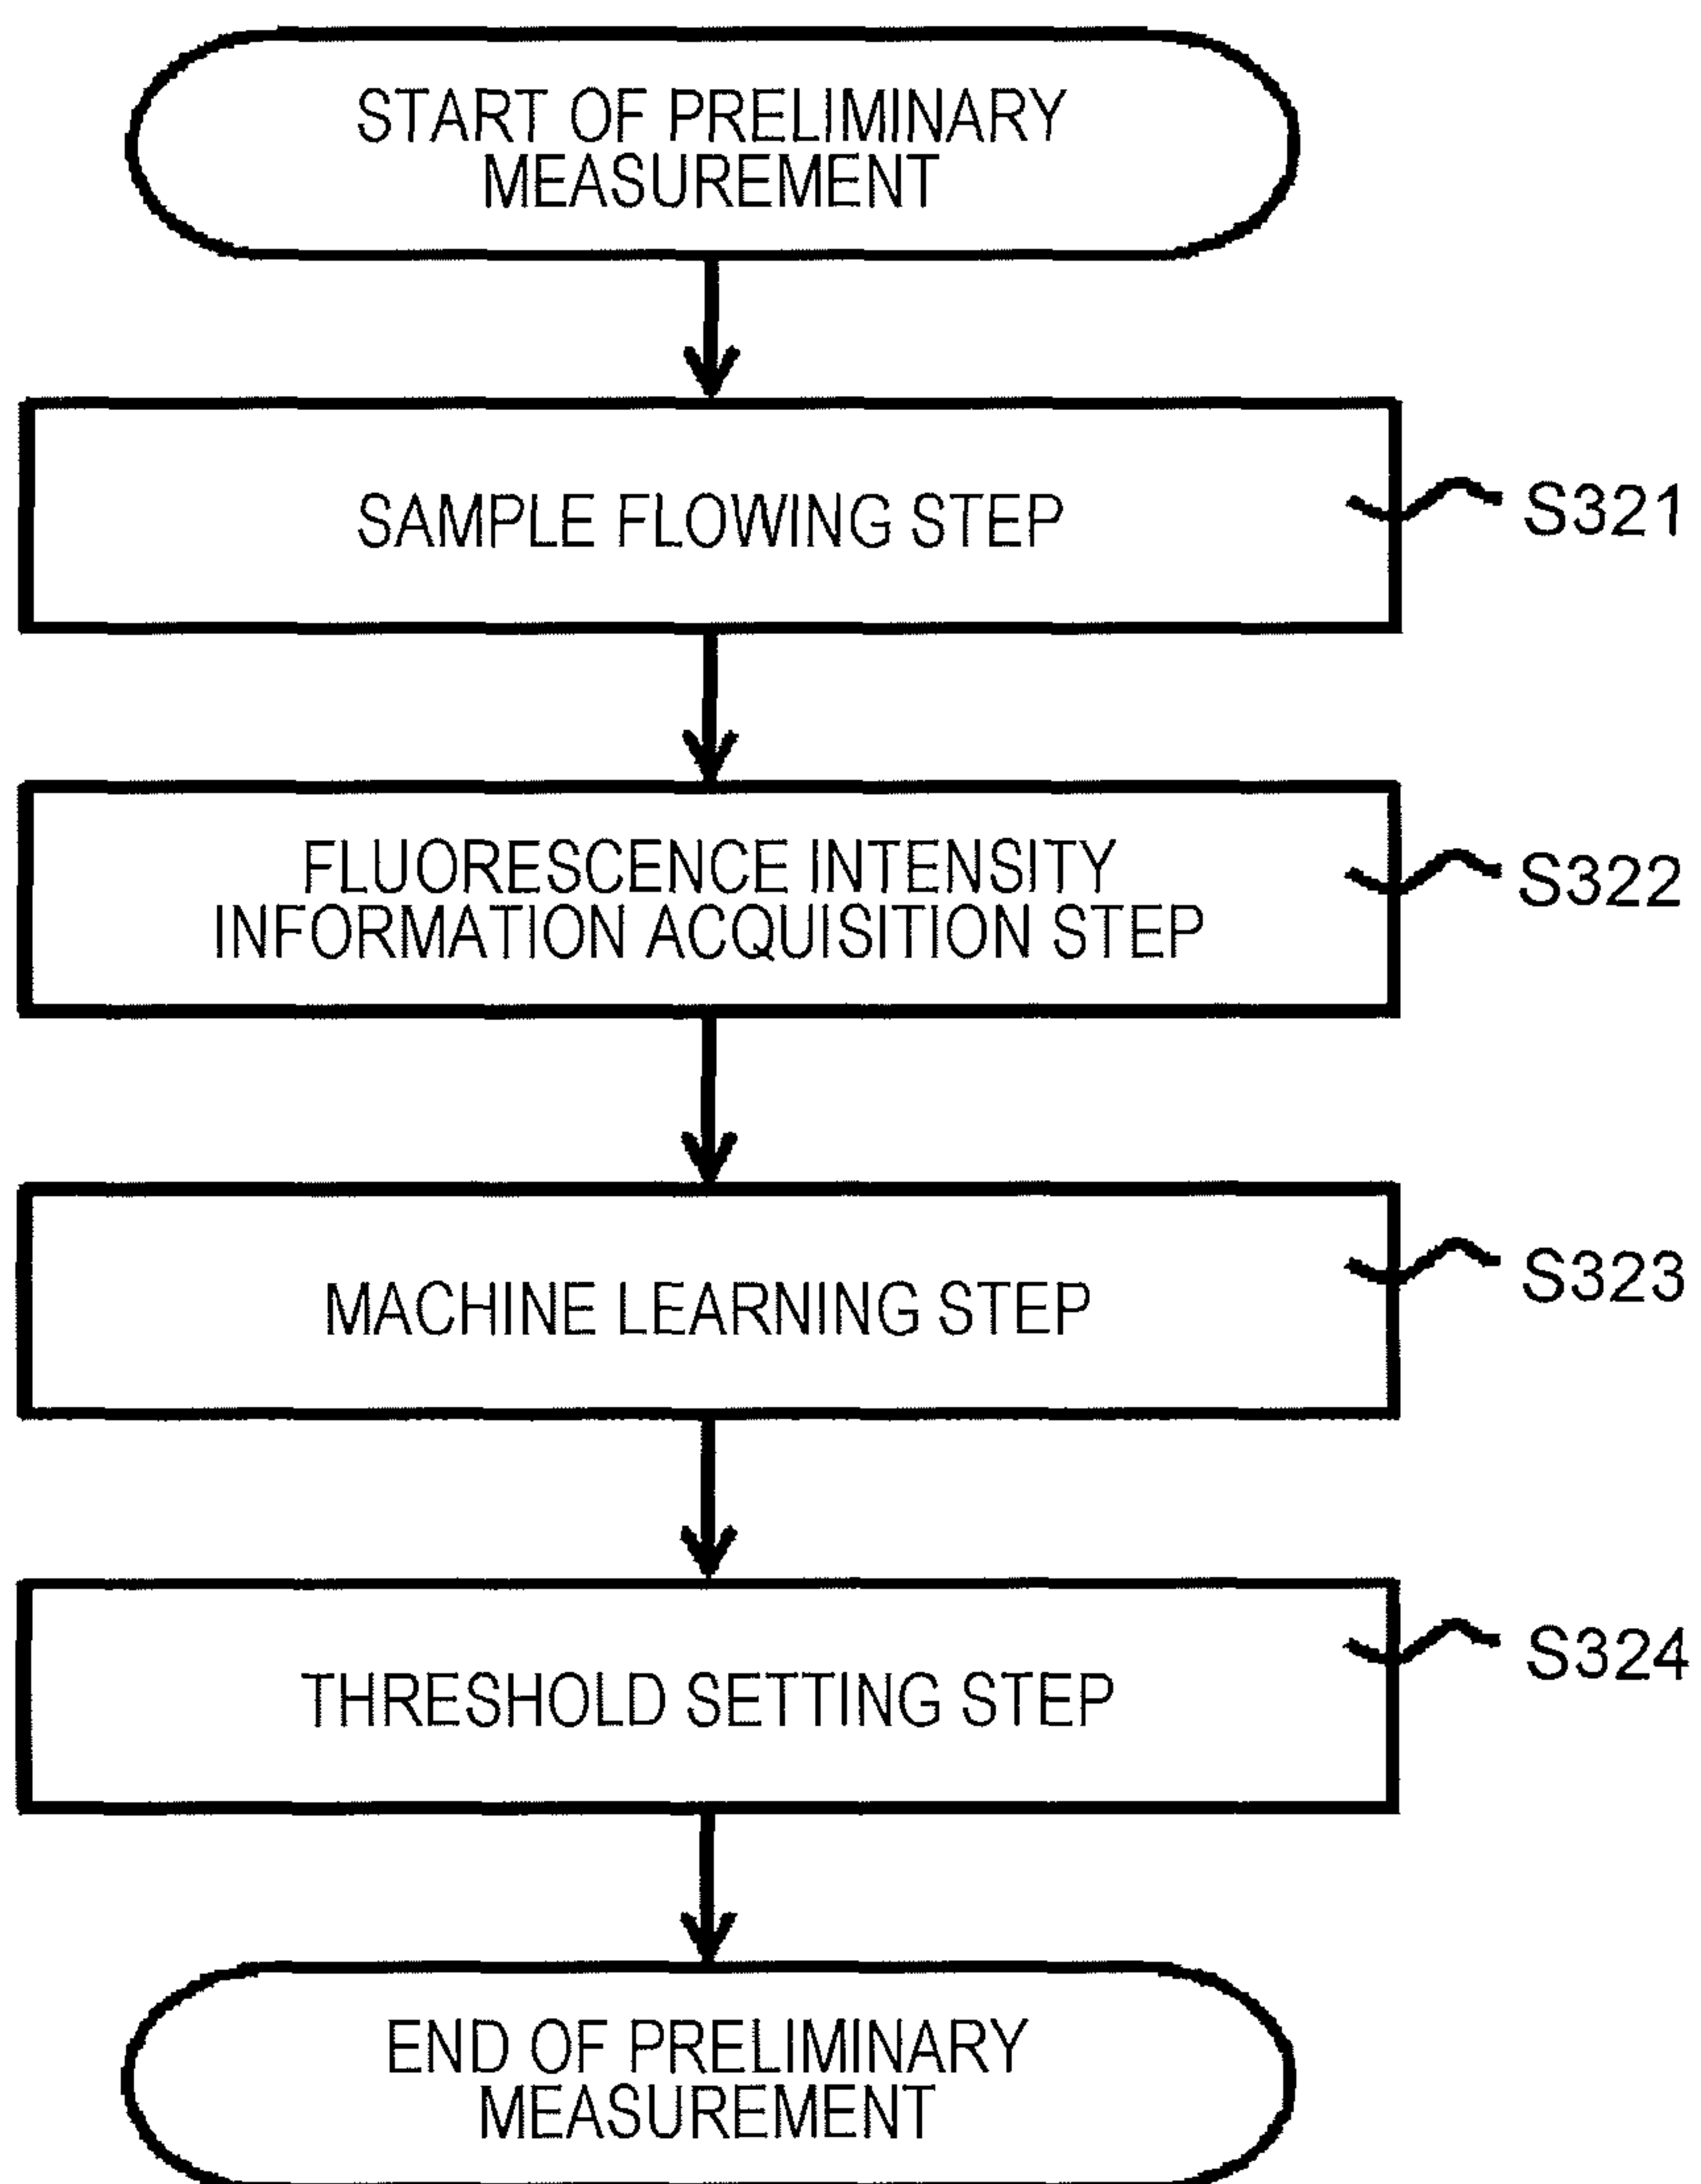 START OF PRELIMINARY
MEASUREMENT
SAMPLE FLOWING STEP
S321
FLUORESCENCE INTENSITY
INFORMATION ACQUISITION STEP
S322
MACHINE LEARNING STEP
S323
THRESHOLD SETTING STEP
S324
END OF PRELIMINARY
MEASUREMENT